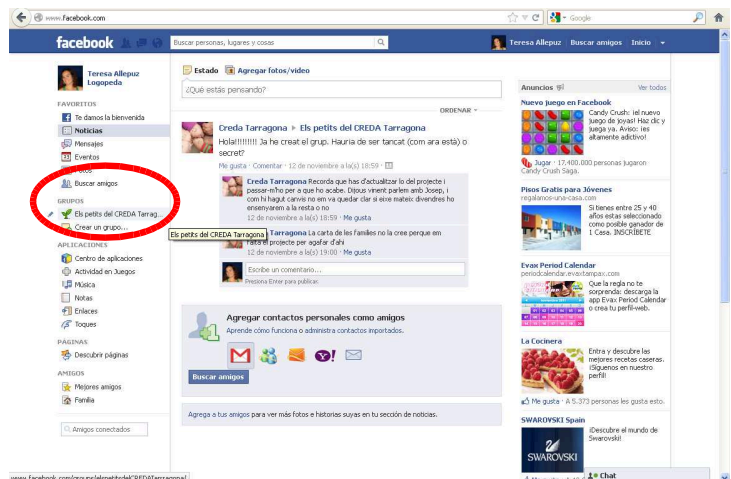 www.facebook.com
Google
facebook
Buscar personas, lugares y cosas
Teresa Allepuz Buscar amigos Inicio
Teresa Allepuz
Logopeda
FAVORITOS
Te damos la bienvenida
Noticias
Mensajes
Eventos
Fotos
Buscar amigos
GRUPOS
Els petits del CREDA Tarrag...
Crear un grupo...
APLICACIONES
Centro de aplicaciones
Actividad en Juegos
Música
Notas
Enlaces
Toques
PÁGINAS
Descubrir páginas
AMIGOS
Mejores amigos
Familia
Amigos conectados
Estado Agregar fotos/video
¿Qué estás pensando?
ORDENAR
Creda Tarragona Els petits del CREDA Tarragona
Hola!!!!!!!!! Ja he creat el grup. Hauria de ser tancat (com ara està) o
secret?
Me gusta · Comentar · 12 de noviembre a la(s) 18:59 ·
Creda Tarragona Recorda que has d'actualitzar lo del projecte i
passar-m'ho per a que ho acabe. Dijous vinent parlem amb Josep, i
com hi hagut canvis no em va quedar clar si eixe mateix divendres ho
ensenyarem a la resta o no
12 de noviembre a la(s) 18:59 · Me gusta
Els petits del CREDA Tarragona
Tarragona La carta de les families no la cree perque em
falta el projecte per agafar d'ahi
12 de noviembre a la(s) 19:00 · Me gusta
Escribe un comentario...
Presiona Enter para publicar.
Agregar contactos personales como amigos
Aprende cómo funciona o administra contactos importados.
Buscar amigos
Agrega a tus amigos para ver más fotos e historias suyas en tu sección de noticias.
Anuncios
Ver todos
Nuevo juego en Facebook
Candy Crush: ¡el nuevo
juego de joyas! Haz clic y
juega ya. Aviso: ¡es
altamente adictivo!
Jugar · 17.400.000 personas jugaron
Candy Crush Saga.
Pisos Gratis para Jóvenes
regalamos-una-casa.com
Si tienes entre 25 y 40
años estas seleccionado
como posible ganador de
1 Casa. INSCRÍBETE
Evax Period Calendar
periodcalendar.evaxtampax.com
Que la regla no te
sorprenda: descarga la
app Evax Period Calendar
o crea tu perfil-web.
La Cocinera
Entra y descubre las
mejores recetas caseras.
¡Síguenos en nuestro
perfil!
Me gusta · A 5.373 personas les gusta esto.
SWAROVSKI Spain
¡Descubre el mundo de
Swarovski!
SWAROVSKI
Chat